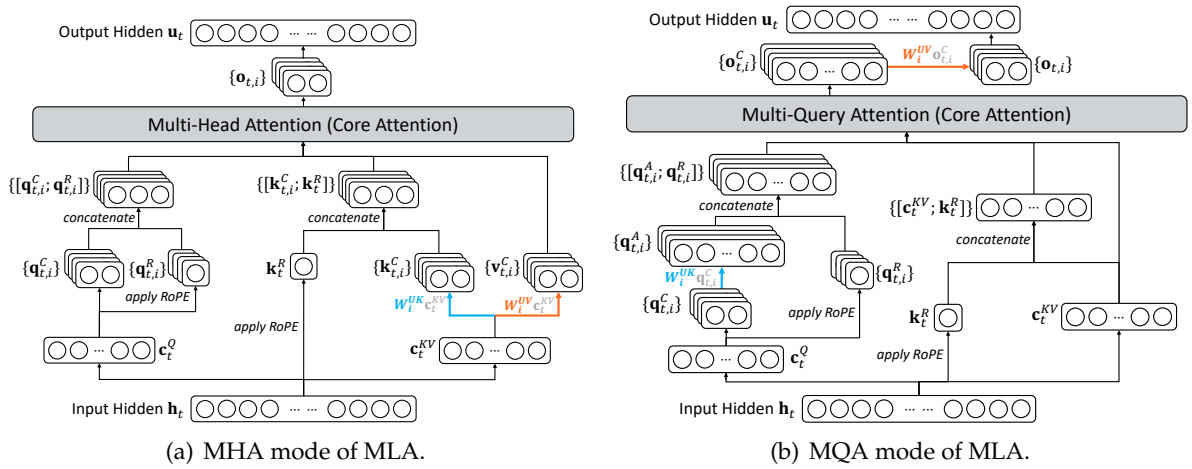 Output Hidden u_t
{o_{t,i}}
Multi-Head Attention (Core Attention)
{[q^C_{t,i}; q^R_{t,i}]}
concatenate
{[k^C_{t,i}; k^R_t]}
concatenate
{q^C_{t,i}}
{q^R_{t,i}}
apply RoPE
k^R_t
apply RoPE
{k^C_{t,i}}
{v^C_{t,i}}
W^{UK}_i c^{KV}_t
W^{UV}_i c^{KV}_t
... c^Q_t
c^{KV}_t ...
Input Hidden h_t ... ...
(a) MHA mode of MLA.
Output Hidden u_t ... ...
{o^C_{t,i}} ...
W^{UV}_i o^C_{t,i}
{o_{t,i}}
Multi-Query Attention (Core Attention)
{[q^A_{t,i}; q^R_{t,i}]} ...
concatenate
{[c^{KV}_t; k^R_t]} ...
concatenate
{q^A_{t,i}} ...
W^{UK}_i q^C_{t,i}
{q^C_{t,i}}
{q^R_{t,i}}
apply RoPE
k^R_t
apply RoPE
c^{KV}_t ...
... c^Q_t
Input Hidden h_t ... ...
(b) MQA mode of MLA.